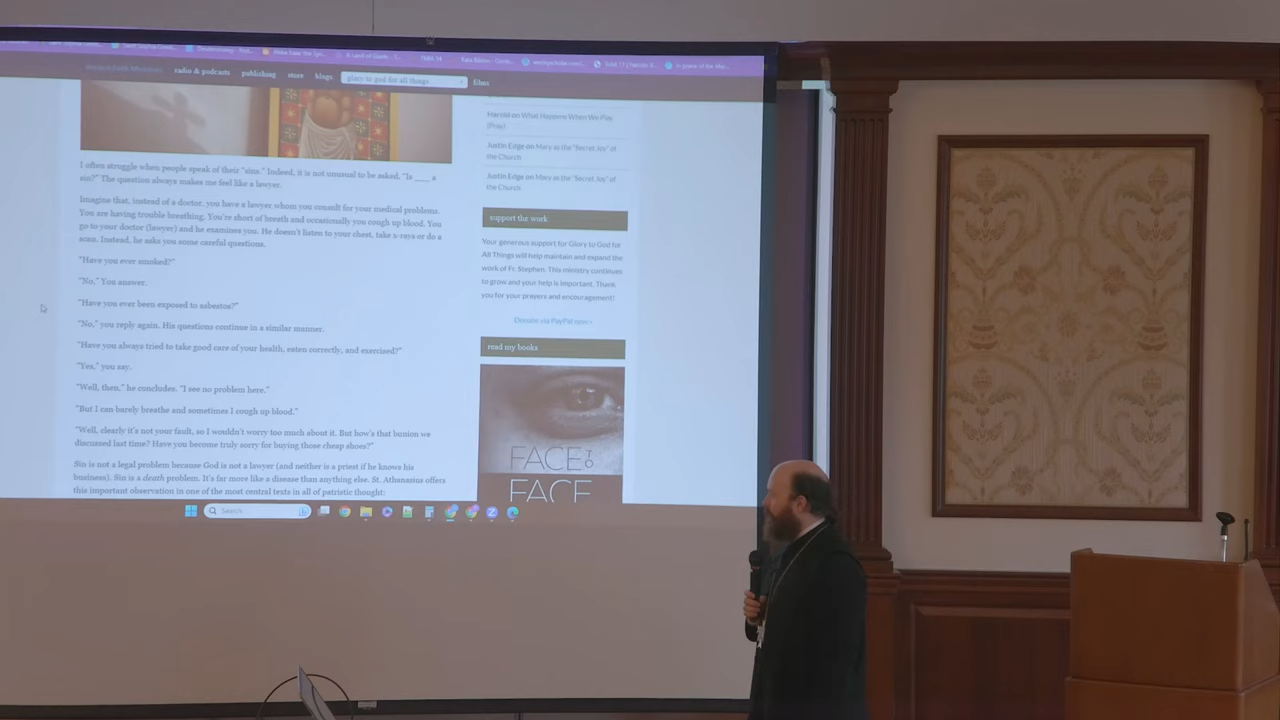 Tobit 14
radio & podcasts
publishing
store
blogs
glory to god for all things
films
Harold on What Happens When We Pray
(Pray)
Justin Edge on Mary as the "Secret Joy" of
the Church
Justin Edge on Mary as the "Secret Joy" of
the Church
I often struggle when people speak of their "sins." Indeed, it is not unusual to be asked, "Is ___ a
sin?" The question always makes me feel like a lawyer.
Imagine that, instead of a doctor, you have a lawyer whom you consult for your medical problems.
You are having trouble breathing. You're short of breath and occasionally you cough up blood. You
go to your doctor (lawyer) and he examines you. He doesn't listen to your chest, take x-rays or do a
scan. Instead, he asks you some careful questions.
"Have you ever smoked?"
"No," You answer.
"Have you ever been exposed to asbestos?"
"No," you reply again. His questions continue in a similar manner.
"Have you always tried to take good care of your health, eaten correctly, and exercised?"
"Yes," you say.
"Well, then," he concludes. "I see no problem here."
"But I can barely breathe and sometimes I cough up blood."
"Well, clearly it's not your fault, so I wouldn't worry too much about it. But how's that bunion we
discussed last time? Have you become truly sorry for buying those cheap shoes?"
Sin is not a legal problem because God is not a lawyer (and neither is a priest if he knows his
business). Sin is a death problem. It's far more like a disease than anything else. St. Athanasius offers
this important observation in one of the most central texts in all of patristic thought:
support the work
Your generous support for Glory to God for
All Things will help maintain and expand the
work of Fr. Stephen. This ministry continues
to grow and your help is important. Thank
you for your prayers and encouragement!
Donate via PayPal now »
read my books
FACE TO
FACE
Search